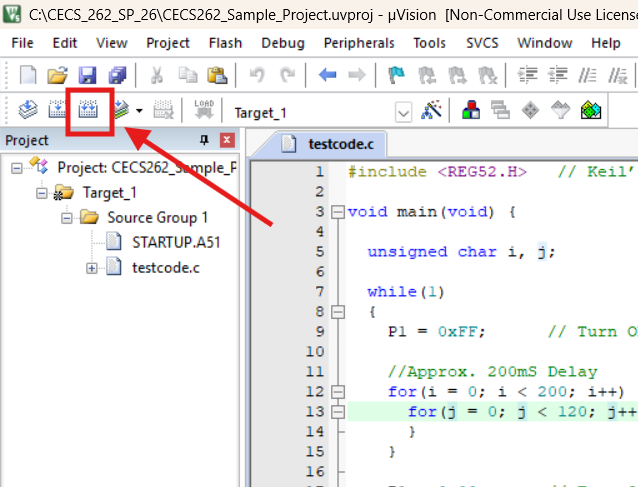 C:\CECS_262_SP_26\CECS262_Sample_Project.uvproj - µVision [Non-Commercial Use License
File Edit View Project Flash Debug Peripherals Tools SVCS Window Help
LOAD Target_1
Project
testcode.c
Project: CECS262_Sample_P
Target_1
Source Group 1
STARTUP.A51
testcode.c
1 #include <REG52.H> // Keil'
2
3 void main(void) {
4
5 unsigned char i, j;
6
7 while(1)
8 {
9 P1 = 0xFF; // Turn O
10
11 //Approx. 200mS Delay
12 for(i = 0; i < 200; i++)
13 for(j = 0; j < 120; j++
14 }
15 }
16